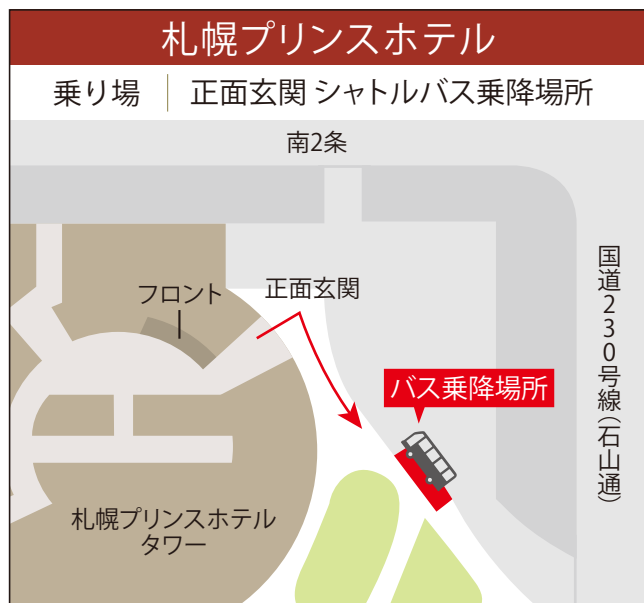 札幌プリンスホテル
乗り場
正面玄関 シャトルバス乗降場所
南2条
国道230号線(石山通)
フロント
正面玄関
バス乗降場所
札幌プリンスホテル
タワー